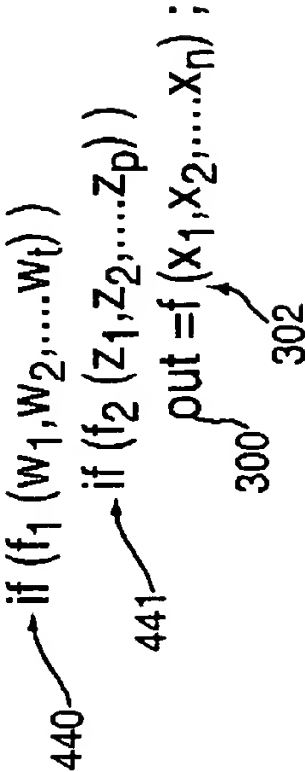 440 if (f₁ (w₁,w₂,....wₜ) )
441 if (f₂ (z₁,z₂,....zₚ) )
out =f (x₁,x₂,....xₙ) ;
300 302